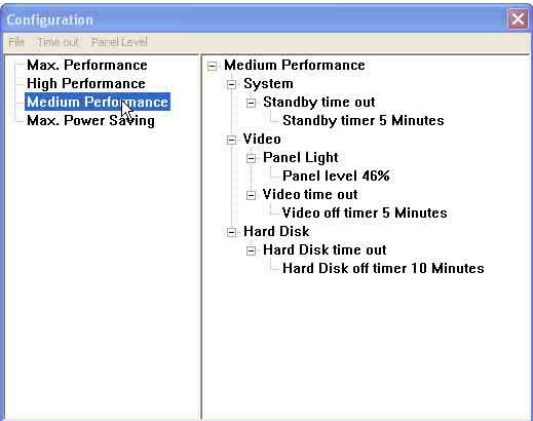 Configuration
File Time out Panel Level
Max. Performance
High Performance
Medium Performance
Max. Power Saving
Medium Performance
System
Standby time out
Standby timer 5 Minutes
Video
Panel Light
Panel level 46%
Video time out
Video off timer 5 Minutes
Hard Disk
Hard Disk time out
Hard Disk off timer 10 Minutes